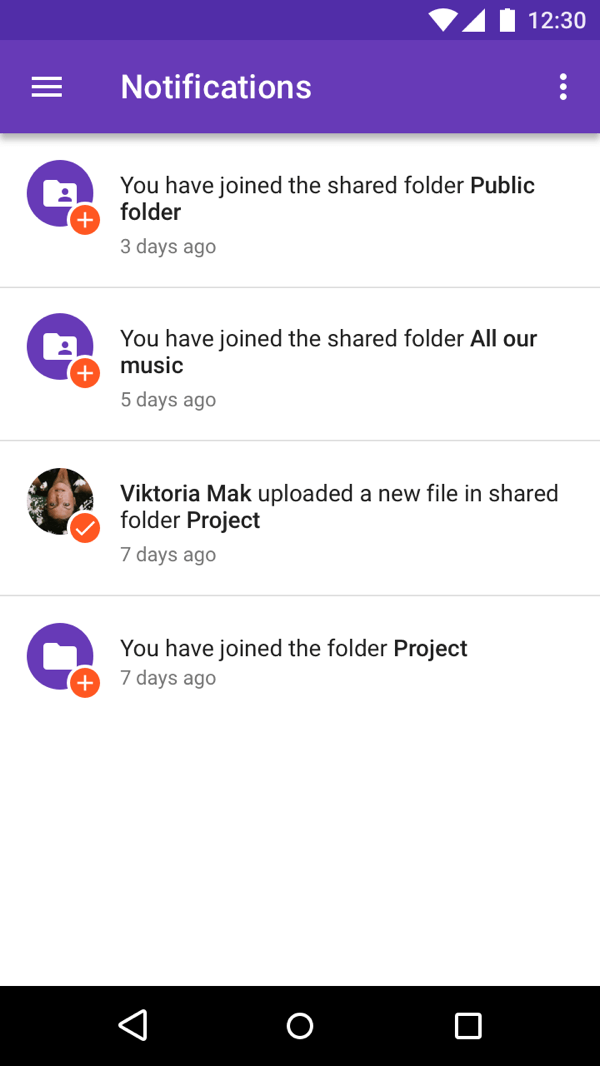 12:30
Notifications
You have joined the shared folder Public
folder
3 days ago
You have joined the shared folder All our
music
5 days ago
Viktoria Mak uploaded a new file in shared
folder Project
7 days ago
You have joined the folder Project
7 days ago